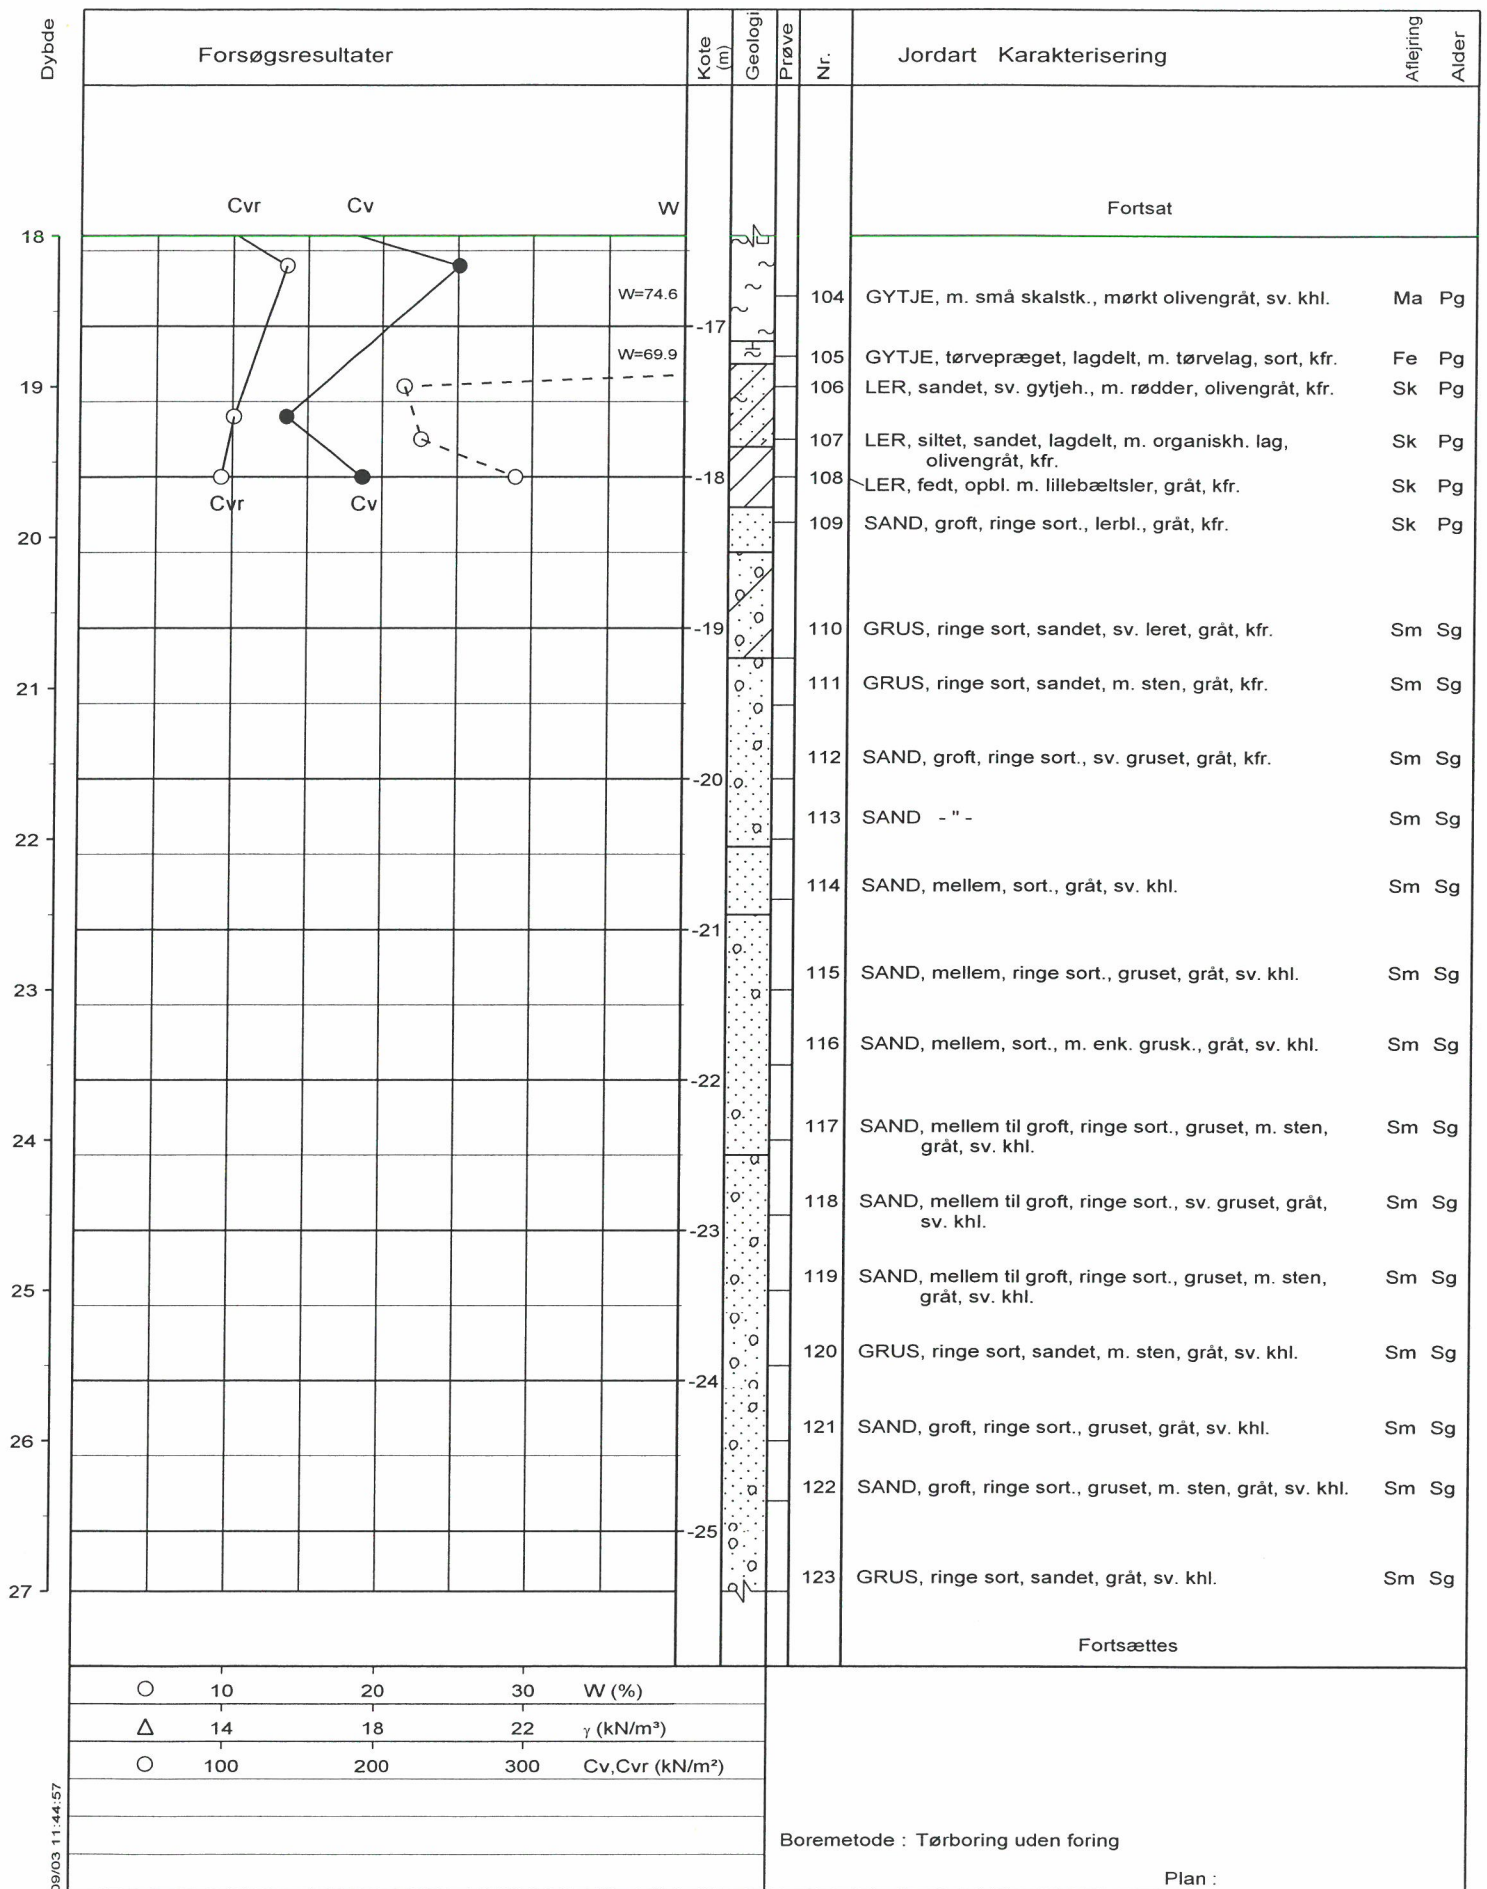 Dybde
Forsøgsresultater
Kote (m)
Geologi
Prøve
Nr.
Jordart Karakterisering
Aflejring
Alder
Cvr Cv W
Fortsat
18
W=74.6
104 GYTJE, m. små skalstk., mørkt olivengråt, sv. khl. Ma Pg
-17
W=69.9
105 GYTJE, tørvepræget, lagdelt, m. tørvelag, sort, kfr. Fe Pg
19
106 LER, sandet, sv. gytjeh., m. rødder, olivengråt, kfr. Sk Pg
107 LER, siltet, sandet, lagdelt, m. organiskh. lag, Sk Pg
olivengråt, kfr.
-18
108 LER, fedt, opbl. m. lillebæltsler, gråt, kfr. Sk Pg
Cvr Cv
109 SAND, groft, ringe sort., lerbl., gråt, kfr. Sk Pg
20
-19
110 GRUS, ringe sort, sandet, sv. leret, gråt, kfr. Sm Sg
21
111 GRUS, ringe sort, sandet, m. sten, gråt, kfr. Sm Sg
112 SAND, groft, ringe sort., sv. gruset, gråt, kfr. Sm Sg
-20
113 SAND - " - Sm Sg
22
114 SAND, mellem, sort., gråt, sv. khl. Sm Sg
-21
115 SAND, mellem, ringe sort., gruset, gråt, sv. khl. Sm Sg
23
116 SAND, mellem, sort., m. enk. grusk., gråt, sv. khl. Sm Sg
-22
117 SAND, mellem til groft, ringe sort., gruset, m. sten, Sm Sg
gråt, sv. khl.
24
118 SAND, mellem til groft, ringe sort., sv. gruset, gråt, Sm Sg
sv. khl.
-23
119 SAND, mellem til groft, ringe sort., gruset, m. sten, Sm Sg
gråt, sv. khl.
25
120 GRUS, ringe sort, sandet, m. sten, gråt, sv. khl. Sm Sg
-24
121 SAND, groft, ringe sort., gruset, gråt, sv. khl. Sm Sg
26
122 SAND, groft, ringe sort., gruset, m. sten, gråt, sv. khl. Sm Sg
-25
123 GRUS, ringe sort, sandet, gråt, sv. khl. Sm Sg
27
Fortsættes
10 20 30 W (%)
14 18 22 γ (kN/m³)
100 200 300 Cv,Cvr (kN/m²)
09/03 11:44:57
Boremetode : Tørboring uden foring
Plan :